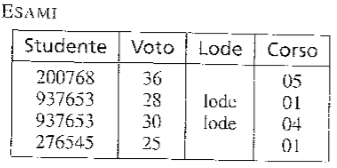 ESAMI
Studente Voto Lode Corso
200768 36 05
937653 28 lode 01
937653 30 lode 04
276545 25 01